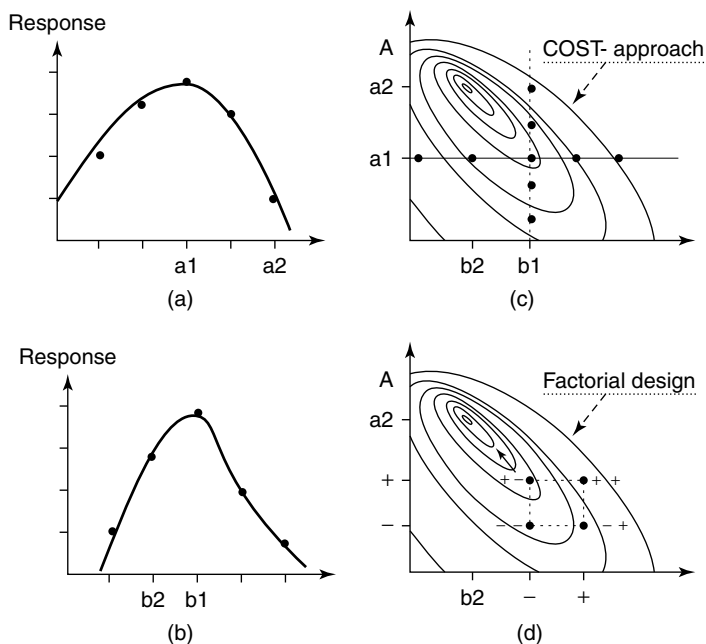 Response
a1 a2
(a)
A
COST- approach
a2
a1
b2 b1
(c)
Response
b2 b1
(b)
A
Factorial design
a2
+ + − + +
− − − − +
b2 − +
(d)